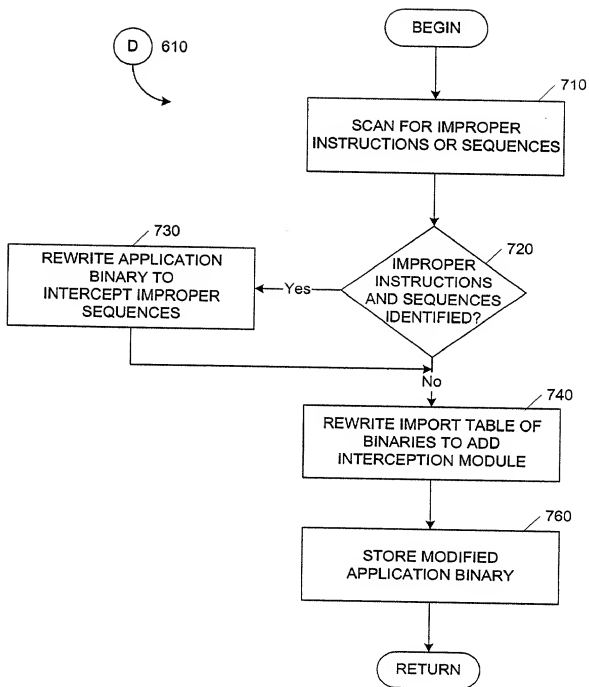 BEGIN
D 610
710
SCAN FOR IMPROPER
INSTRUCTIONS OR SEQUENCES
730
REWRITE APPLICATION
BINARY TO
INTERCEPT IMPROPER
SEQUENCES
Yes
720
IMPROPER
INSTRUCTIONS
AND SEQUENCES
IDENTIFIED?
No
740
REWRITE IMPORT TABLE OF
BINARIES TO ADD
INTERCEPTION MODULE
760
STORE MODIFIED
APPLICATION BINARY
RETURN